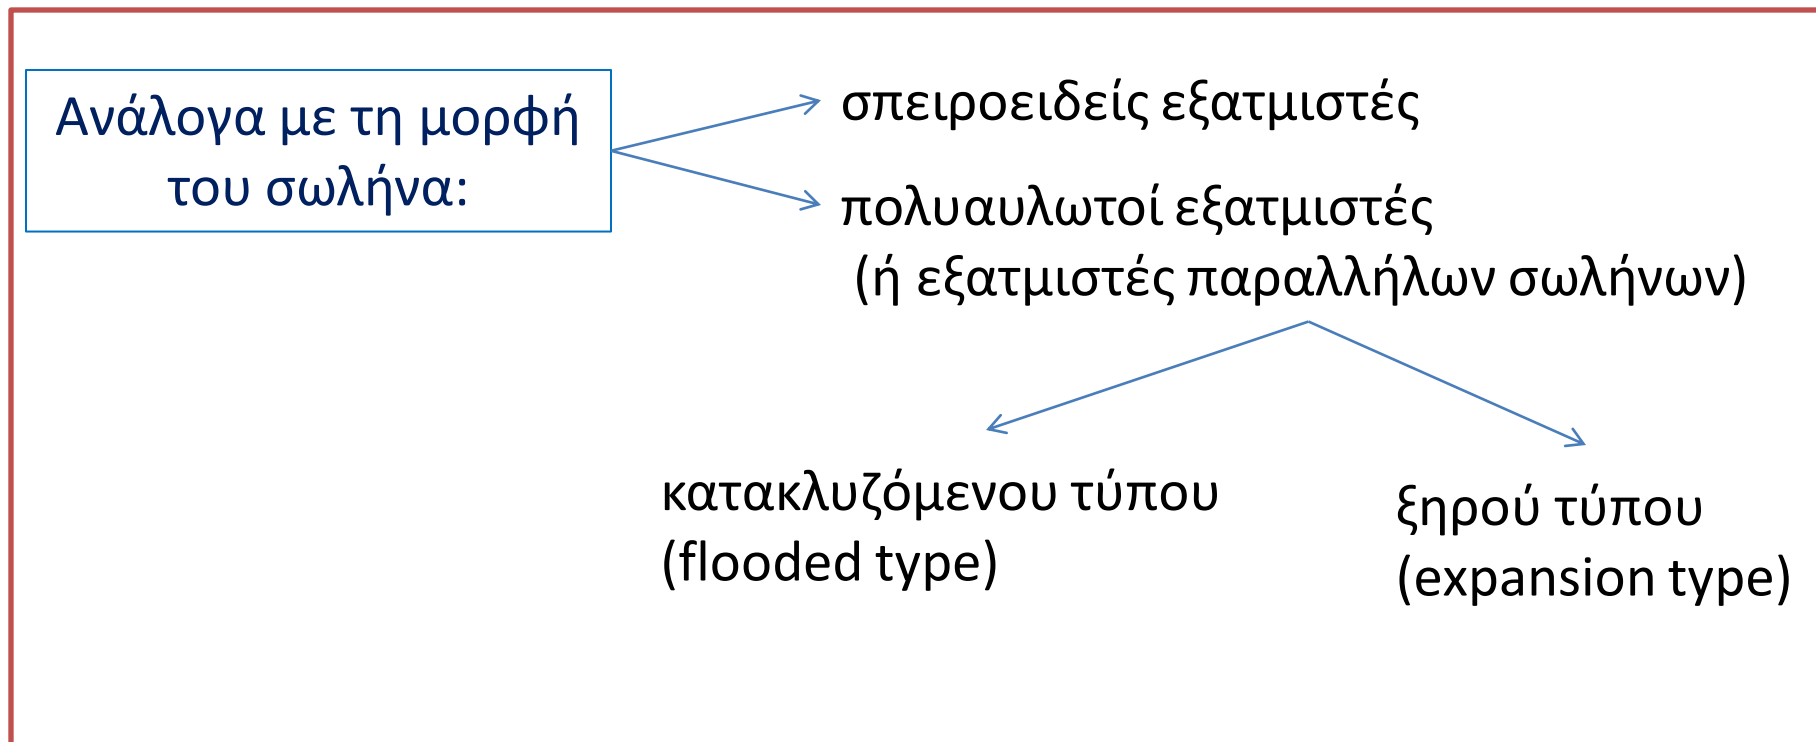 Ανάλογα με τη μορφή
του σωλήνα:
σπειροειδείς εξατμιστές
πολυαυλωτοί εξατμιστές
(ή εξατμιστές παραλλήλων σωλήνων)
κατακλυζόμενου τύπου
(flooded type)
ξηρού τύπου
(expansion type)